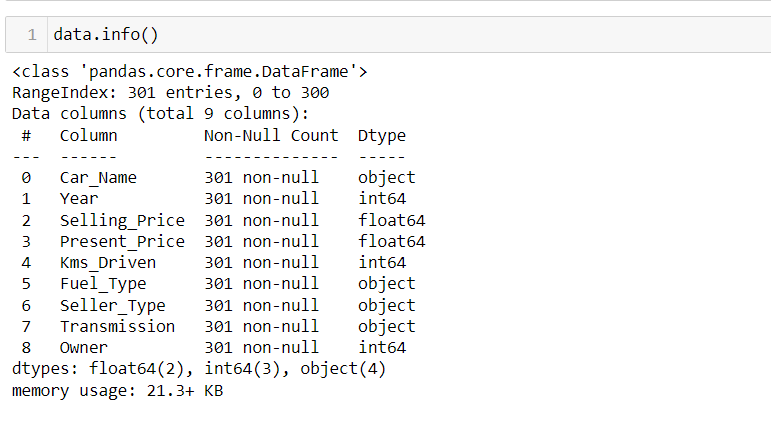 1 data.info()
<class 'pandas.core.frame.DataFrame'>
RangeIndex: 301 entries, 0 to 300
Data columns (total 9 columns):
 #   Column         Non-Null Count  Dtype
---  ------         --------------  -----
 0   Car_Name       301 non-null    object
 1   Year           301 non-null    int64
 2   Selling_Price  301 non-null    float64
 3   Present_Price  301 non-null    float64
 4   Kms_Driven     301 non-null    int64
 5   Fuel_Type      301 non-null    object
 6   Seller_Type    301 non-null    object
 7   Transmission   301 non-null    object
 8   Owner          301 non-null    int64
dtypes: float64(2), int64(3), object(4)
memory usage: 21.3+ KB